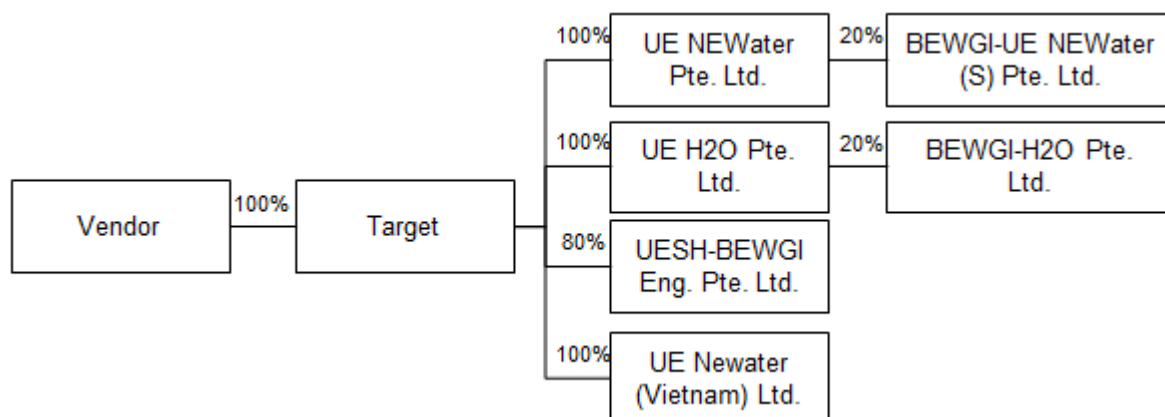 100%
UE NEWater
Pte. Ltd.
20%
BEWGI-UE NEWater
(S) Pte. Ltd.
100%
UE H2O Pte.
Ltd.
20%
BEWGI-H2O Pte.
Ltd.
Vendor
100%
Target
80%
UESH-BEWGI
Eng. Pte. Ltd.
100%
UE Newater
(Vietnam) Ltd.